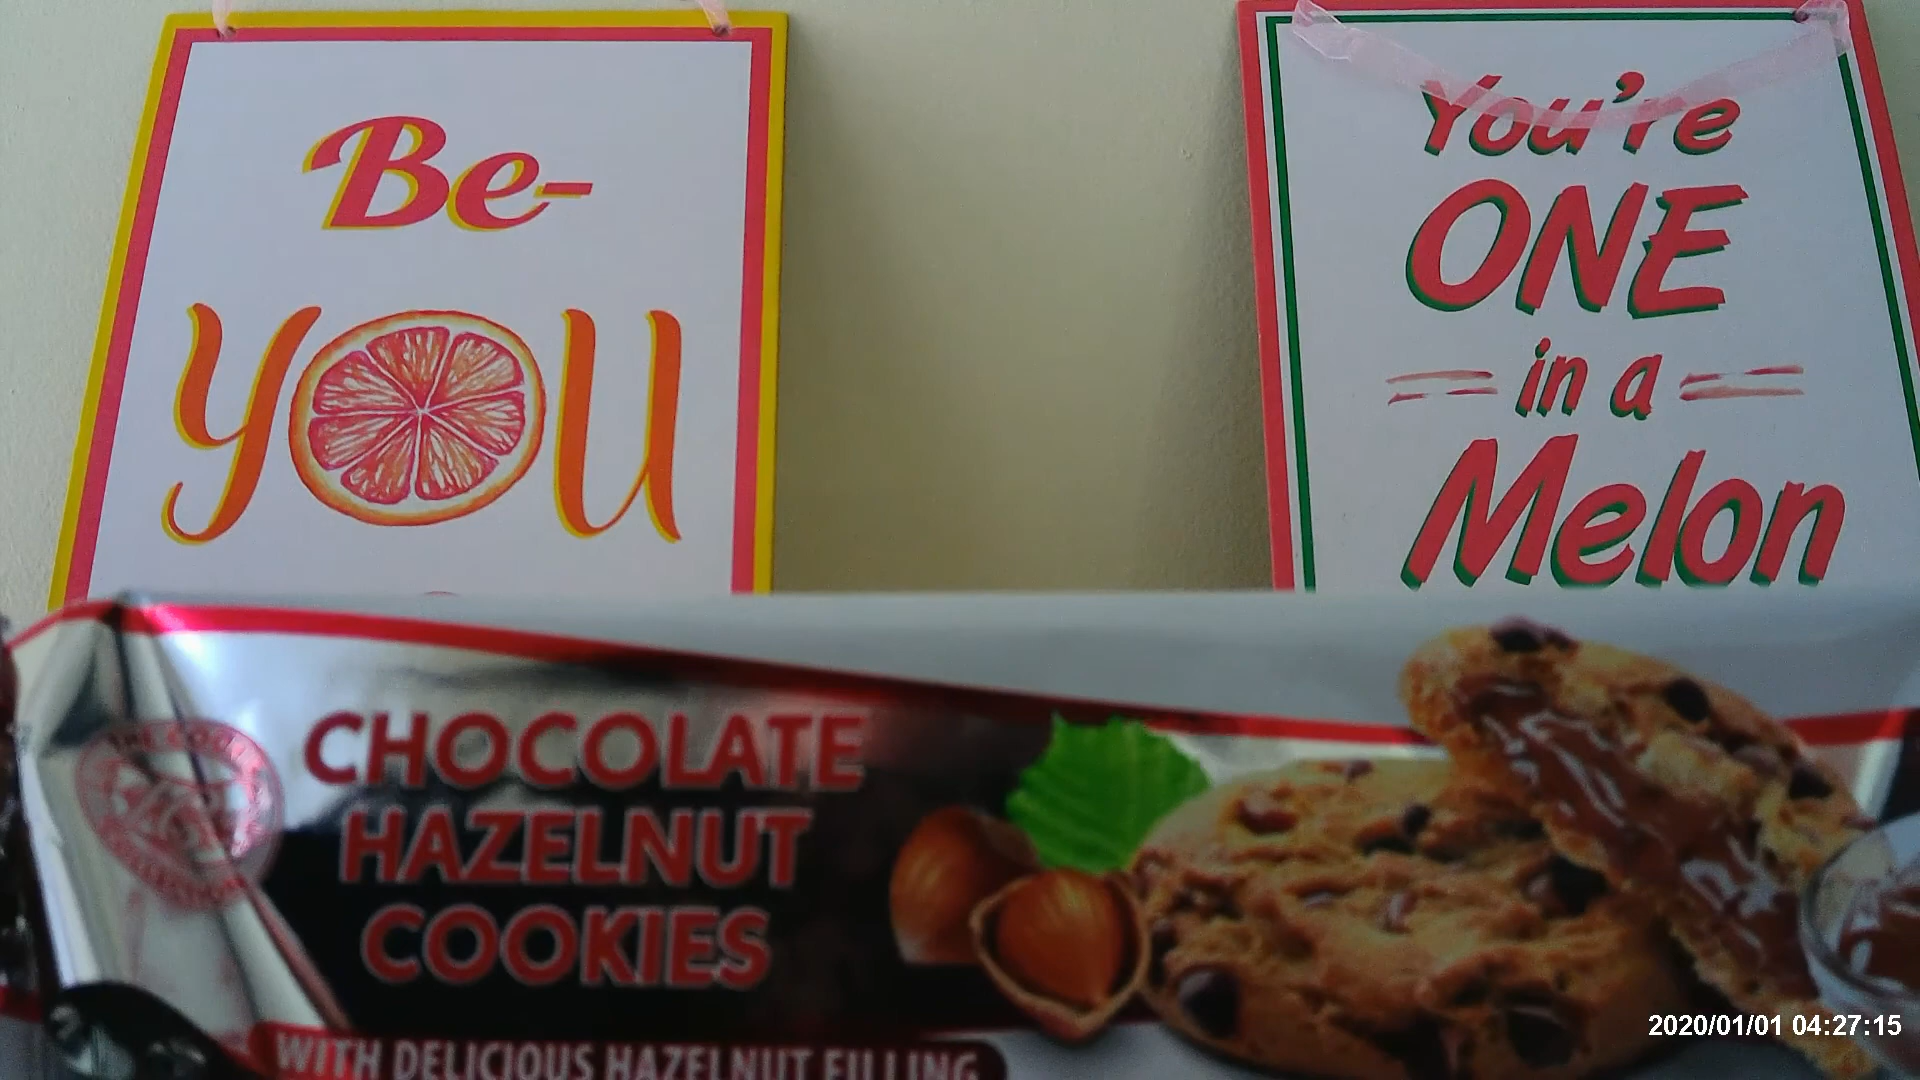 Be-
YOU
You're
ONE
in a
Melon
CHOCOLATE
HAZELNUT
COOKIES
WITH DELICIOUS HAZELNUT FILLING
2020/01/01 04:27:15